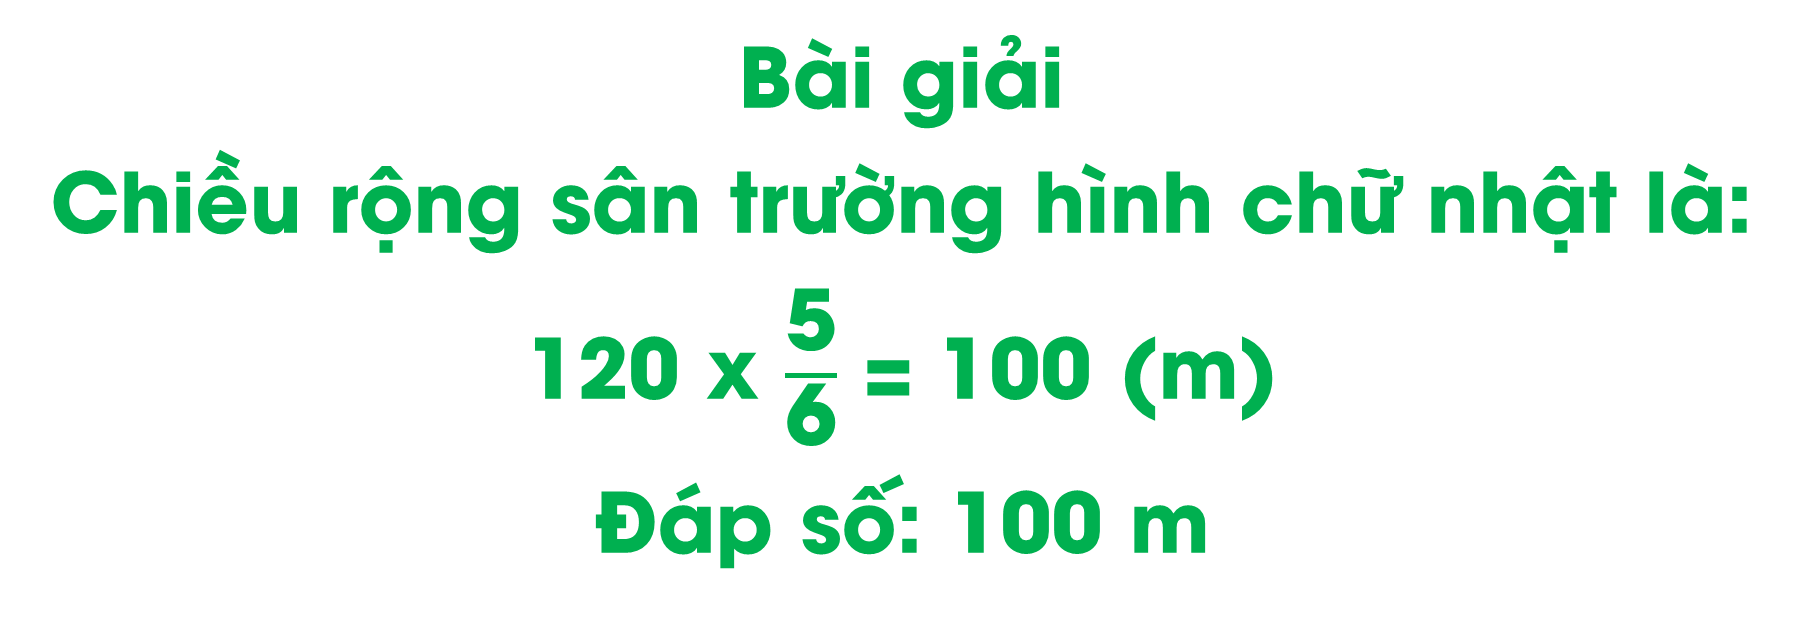 Bài giải
Chiều rộng sân trường hình chữ nhật là:
120 x 5/6 = 100 (m)
Đáp số: 100 m